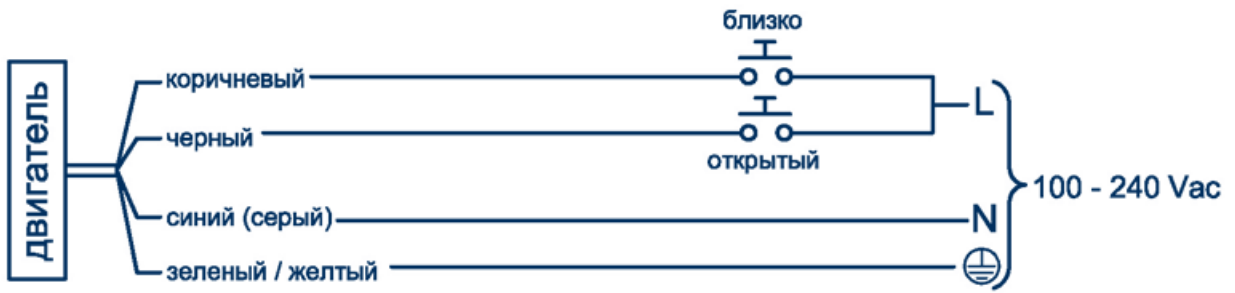 близко
коричневый
L
черный
открытый
двигатель
100 - 240 Vac
синий (серый)
N
зеленый / желтый